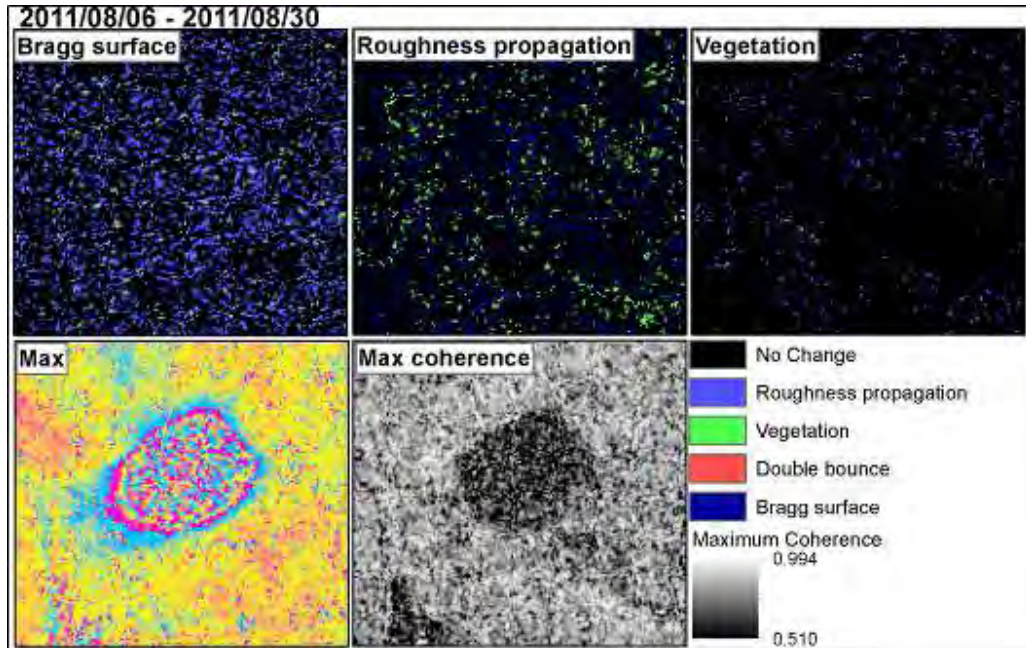 2011/08/06 - 2011/08/30
Bragg surface
Roughness propagation
Vegetation
Max
Max coherence
No Change
Roughness propagation
Vegetation
Double bounce
Bragg surface
Maximum Coherence
0.994
0.510